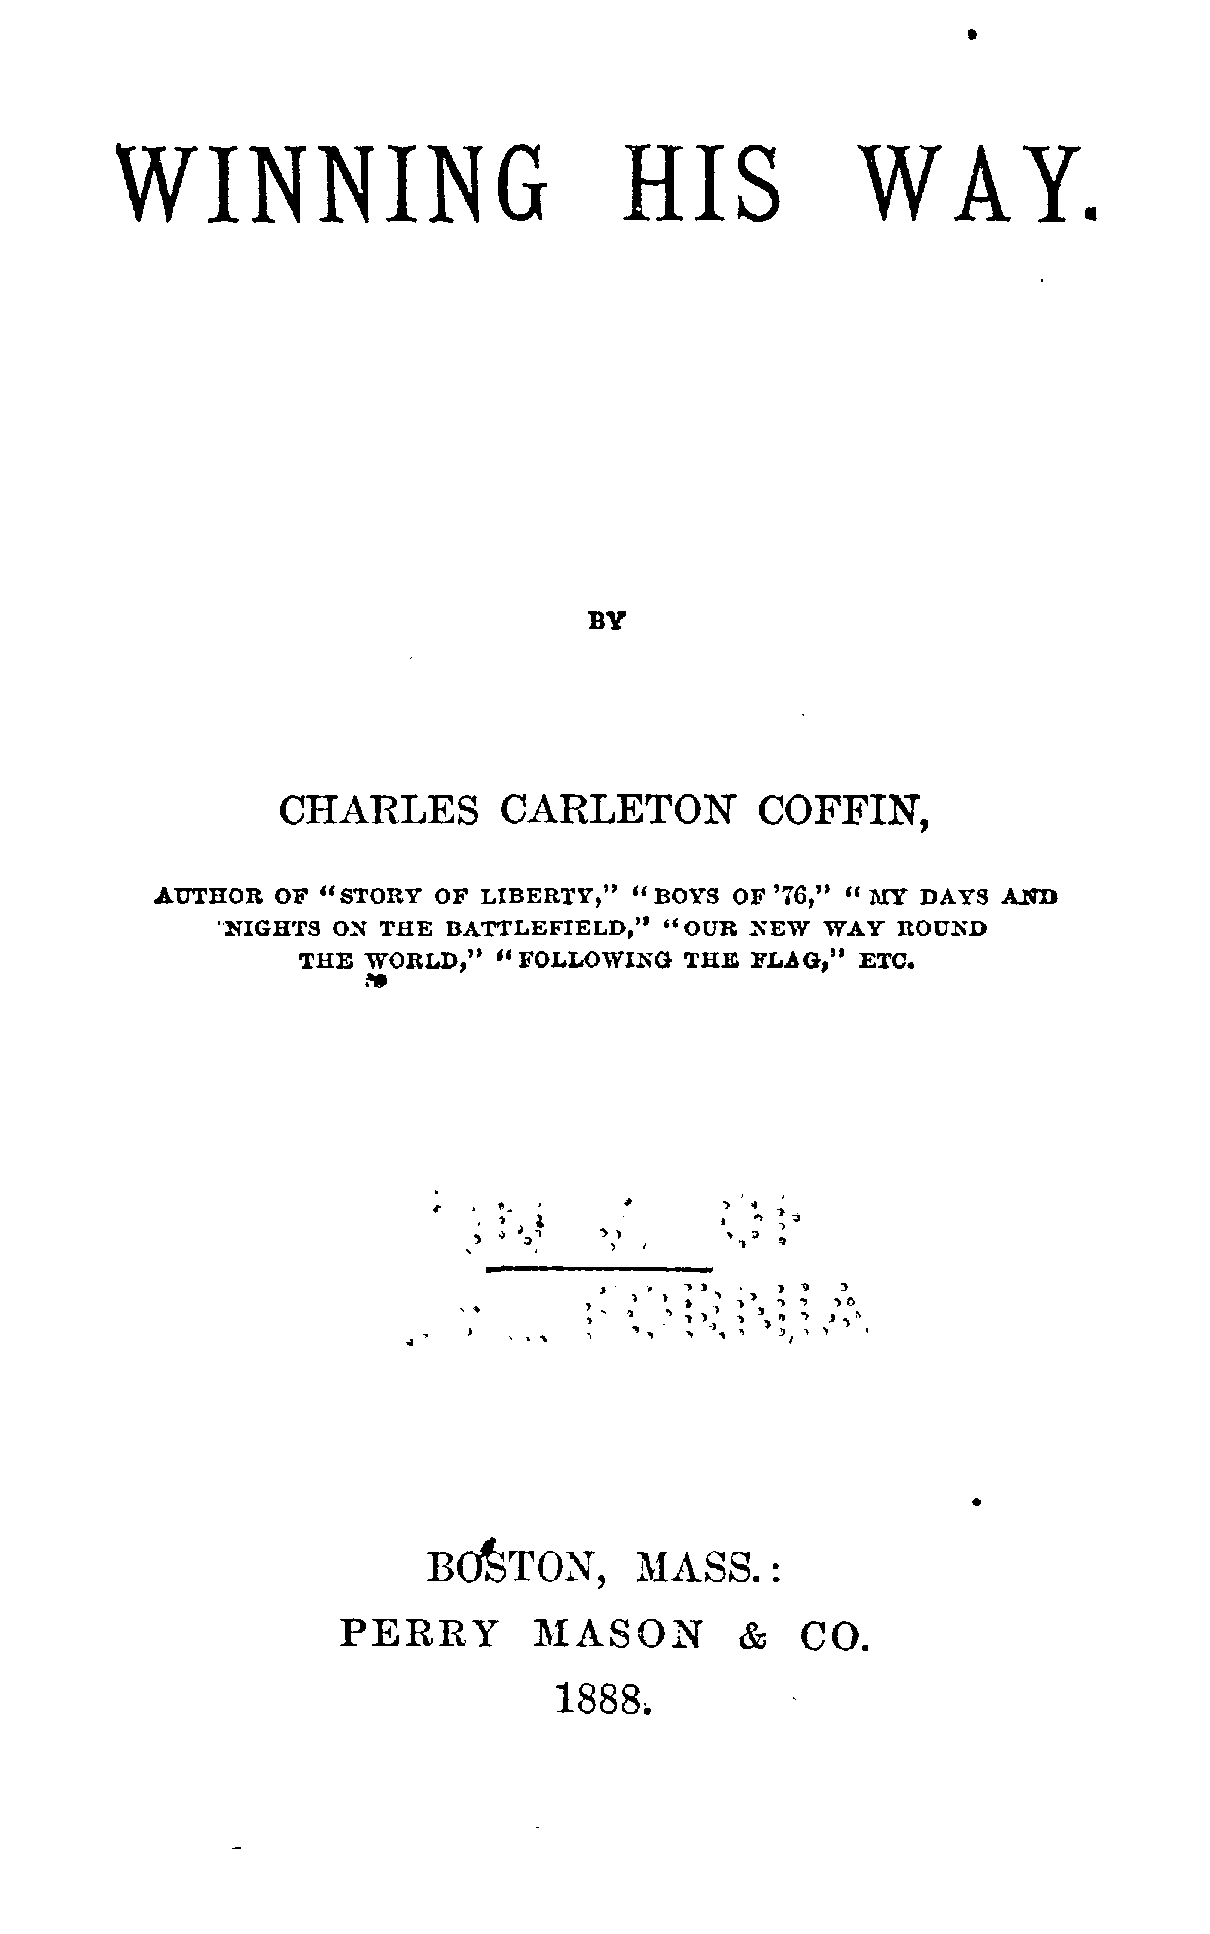 WINNING HIS WAY.
BY
CHARLES CARLETON COFFIN,
AUTHOR OF “STORY OF LIBERTY,” “BOYS OF ’76,” “MY DAYS AND
NIGHTS ON THE BATTLEFIELD,” “OUR NEW WAY ROUND
THE WORLD,” “FOLLOWING THE FLAG,” ETC.
BOSTON, MASS.:
PERRY MASON & CO.
1888.